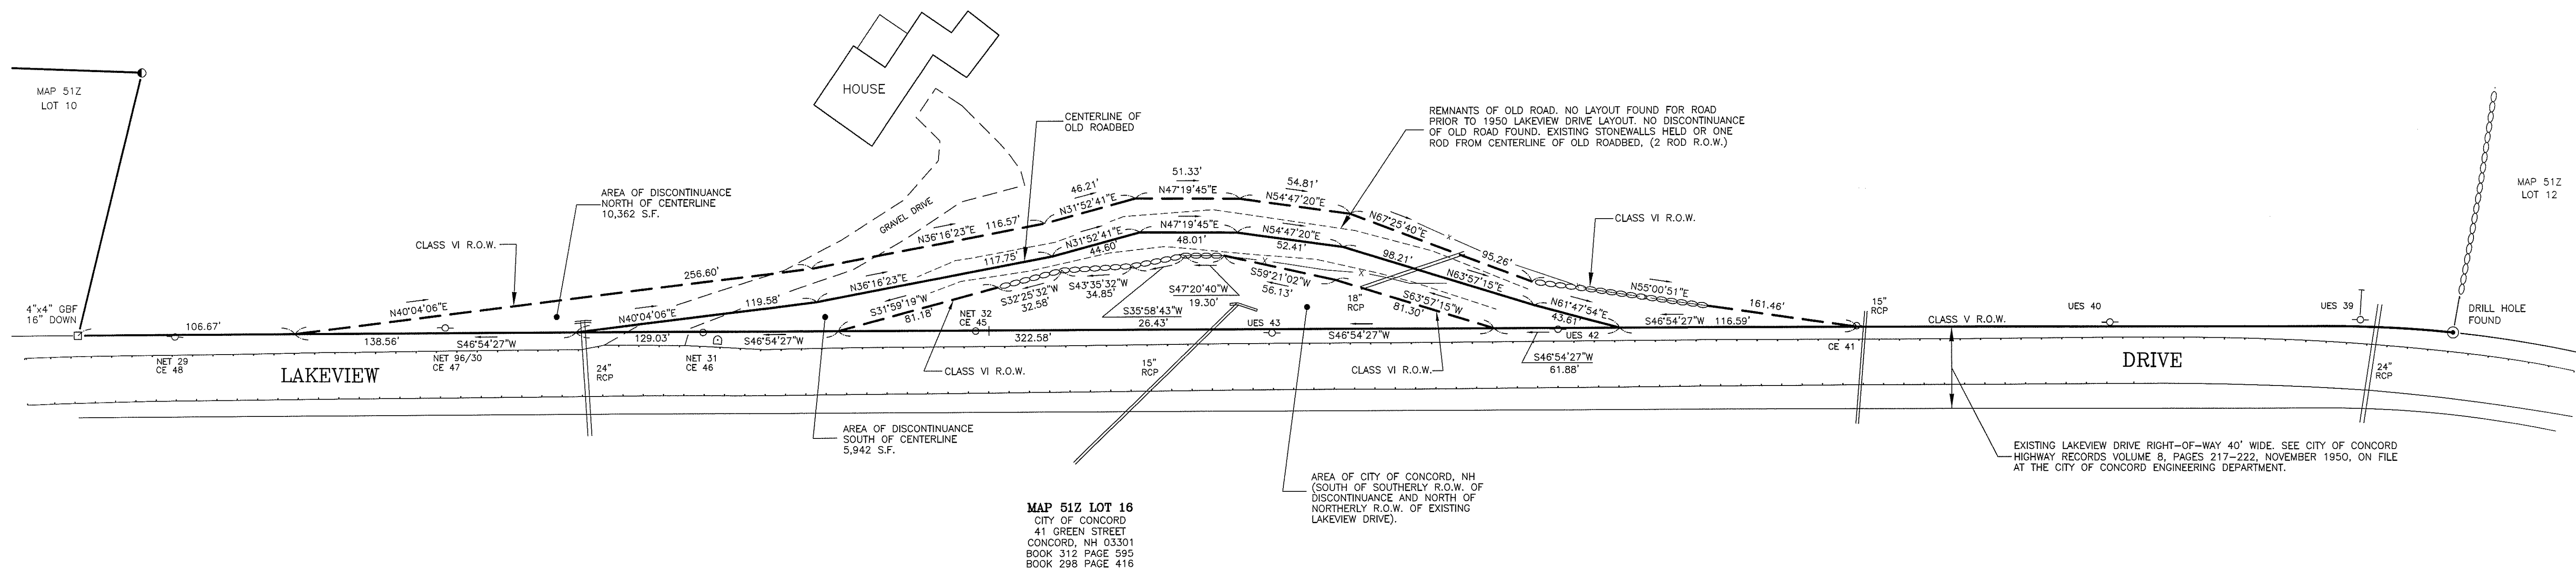 MAP 51Z
LOT 10
HOUSE
CENTERLINE OF
OLD ROADBED
REMNANTS OF OLD ROAD. NO LAYOUT FOUND FOR ROAD
PRIOR TO 1950 LAKEVIEW DRIVE LAYOUT. NO DISCONTINUANCE
OF OLD ROAD FOUND. EXISTING STONEWALLS HELD OR ONE
ROD FROM CENTERLINE OF OLD ROADBED, (2 ROD R.O.W.)
MAP 51Z
LOT 12
AREA OF DISCONTINUANCE
NORTH OF CENTERLINE
10,362 S.F.
CLASS VI R.O.W.
GRAVEL DRIVE
CLASS VI R.O.W.
N40°04'06"E
256.60'
N36°16'23"E 116.57'
N31°52'41"E
46.21'
51.33'
N47°19'45"E
54.81'
N54°47'20"E
N67°25'40"E
95.26'
N55°00'51"E
161.46'
N40°04'06"E
119.58'
N36°16'23"E
117.75'
N31°52'41"E
44.60'
N47°19'45"E
48.01'
N54°47'20"E
52.41'
98.21'
N63°57'15"E
N61°47'54"E
43.61'
S31°59'19"W
81.18'
S32°25'32"W
32.58'
S43°35'32"W
34.85'
S35°58'43"W
26.43'
S47°20'40"W
19.30'
S59°21'02"W
56.13'
S63°57'15"W
81.30'
18"
RCP
4"x4" GBF
16" DOWN
106.67'
138.56'
S46°54'27"W
129.03'
S46°54'27"W
322.58'
S46°54'27"W
S46°54'27"W
61.88'
S46°54'27"W 116.59'
NET 29
CE 48
NET 96/30
CE 47
NET 31
CE 46
NET 32
CE 45
UES 43
UES 42
CE 41
UES 40
UES 39
15"
RCP
CLASS V R.O.W.
DRILL HOLE
FOUND
LAKEVIEW
24"
RCP
CLASS VI R.O.W.
15"
RCP
CLASS VI R.O.W.
DRIVE
24"
RCP
AREA OF DISCONTINUANCE
SOUTH OF CENTERLINE
5,942 S.F.
AREA OF CITY OF CONCORD, NH
(SOUTH OF SOUTHERLY R.O.W. OF
DISCONTINUANCE AND NORTH OF
NORTHERLY R.O.W. OF EXISTING
LAKEVIEW DRIVE).
EXISTING LAKEVIEW DRIVE RIGHT-OF-WAY 40' WIDE. SEE CITY OF CONCORD
HIGHWAY RECORDS VOLUME 8, PAGES 217-222, NOVEMBER 1950, ON FILE
AT THE CITY OF CONCORD ENGINEERING DEPARTMENT.
MAP 51Z LOT 16
CITY OF CONCORD
41 GREEN STREET
CONCORD, NH 03301
BOOK 312 PAGE 595
BOOK 298 PAGE 416